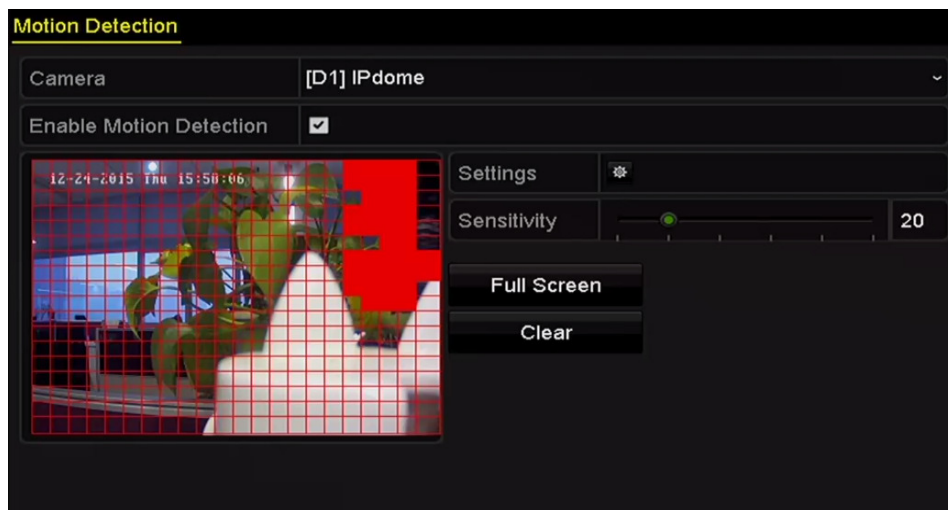 Motion Detection
Camera
[D1] IPdome
Enable Motion Detection
12-24-2015 Thu 15:58:06
Settings
Sensitivity
20
Full Screen
Clear